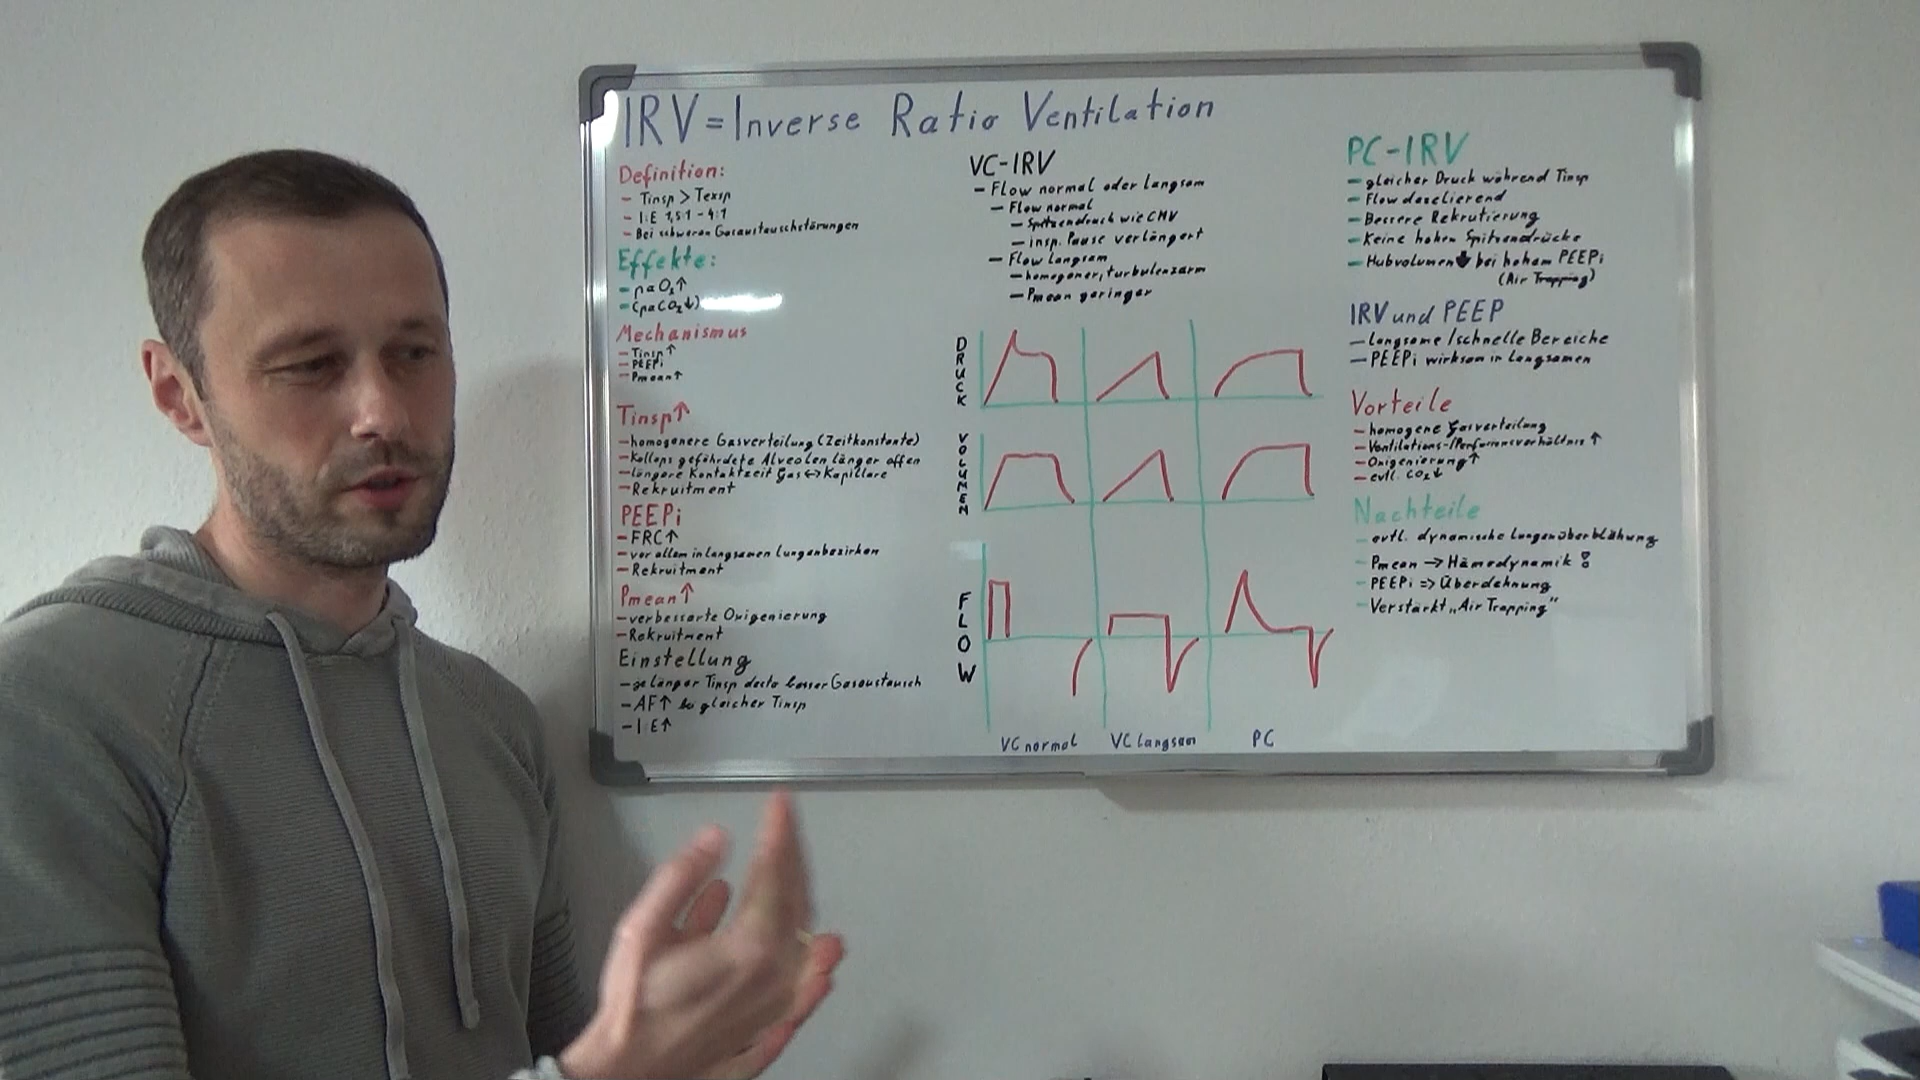 IRV = Inverse Ratio Ventilation
Definition:
- Tinsp > Texsp
- I:E 1,5:1 - 4:1
- Bei schweren Gasaustauschstörungen
Effekte:
- paO₂↑
- (paCO₂↓)
Mechanismus
- Tinsp↑
- PEEPi
- Pmean↑
Tinsp↑
- homogenere Gasverteilung (Zeitkonstante)
- Kollaps gefährdete Alveolen länger offen
- längere Kontaktzeit Gas ↔ Kapillare
- Rekruitment
PEEPi
- FRC↑
- vor allem in langsamen Lungenbezirken
- Rekruitment
Pmean↑
- verbesserte Oxigenierung
- Rekruitment
Einstellung
- je länger Tinsp desto besser Gasaustausch
- AF↑ bei gleicher Tinsp
- I:E↑
VC-IRV
- Flow normal oder langsam
- Flow normal
- Spitzendruck wie CMV
- insp. Pause verlängert
- Flow langsam
- homogener, turbulenzarm
- Pmean geringer
DRUCK
VOLUMEN
FLOW
VC normal VC langsam PC
PC-IRV
- gleicher Druck während Tinsp
- Flow dezelierend
- Bessere Rekrutierung
- Keine hohen Spitzendrücke
- Hubvolumen ↓ bei hohem PEEPi
(Air Trapping)
IRV und PEEP
- Langsame / schnelle Bereiche
- PEEPi wirksam in Langsamen
Vorteile
- homogene Gasverteilung
- Ventilations-/Perfusionsverhältnis ↑
- Oxigenierung↑
- evtl. CO₂↓
Nachteile
- evtl. dynamische Lungenüberblähung
- Pmean → Hämodynamik
- PEEPi => Überdehnung
- Verstärkt „Air Trapping"